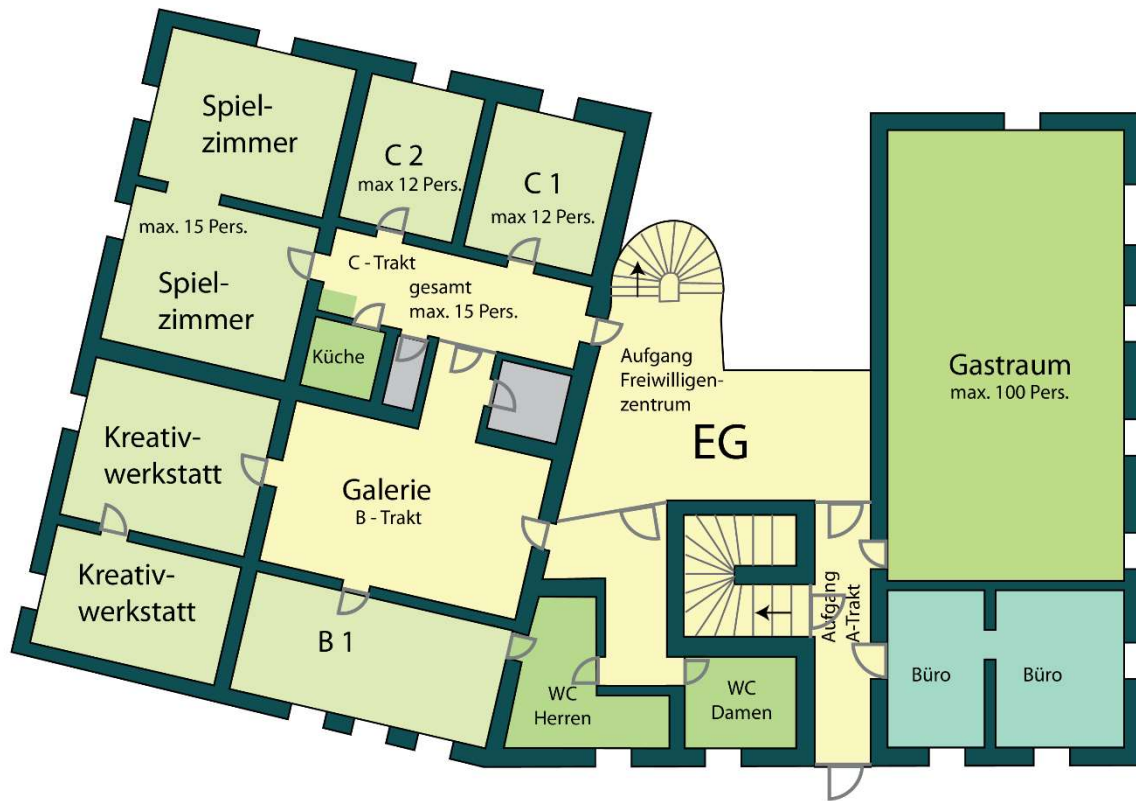 Spiel-
zimmer
C 2
max 12 Pers.
C 1
max 12 Pers.
max. 15 Pers.
Spiel-
zimmer
C - Trakt
gesamt
max. 15 Pers.
Küche
Aufgang
Freiwilligen-
zentrum
EG
Gastraum
max. 100 Pers.
Kreativ-
werkstatt
Galerie
B - Trakt
Kreativ-
werkstatt
B 1
WC
Herren
WC
Damen
Aufgang
A-Trakt
Büro
Büro